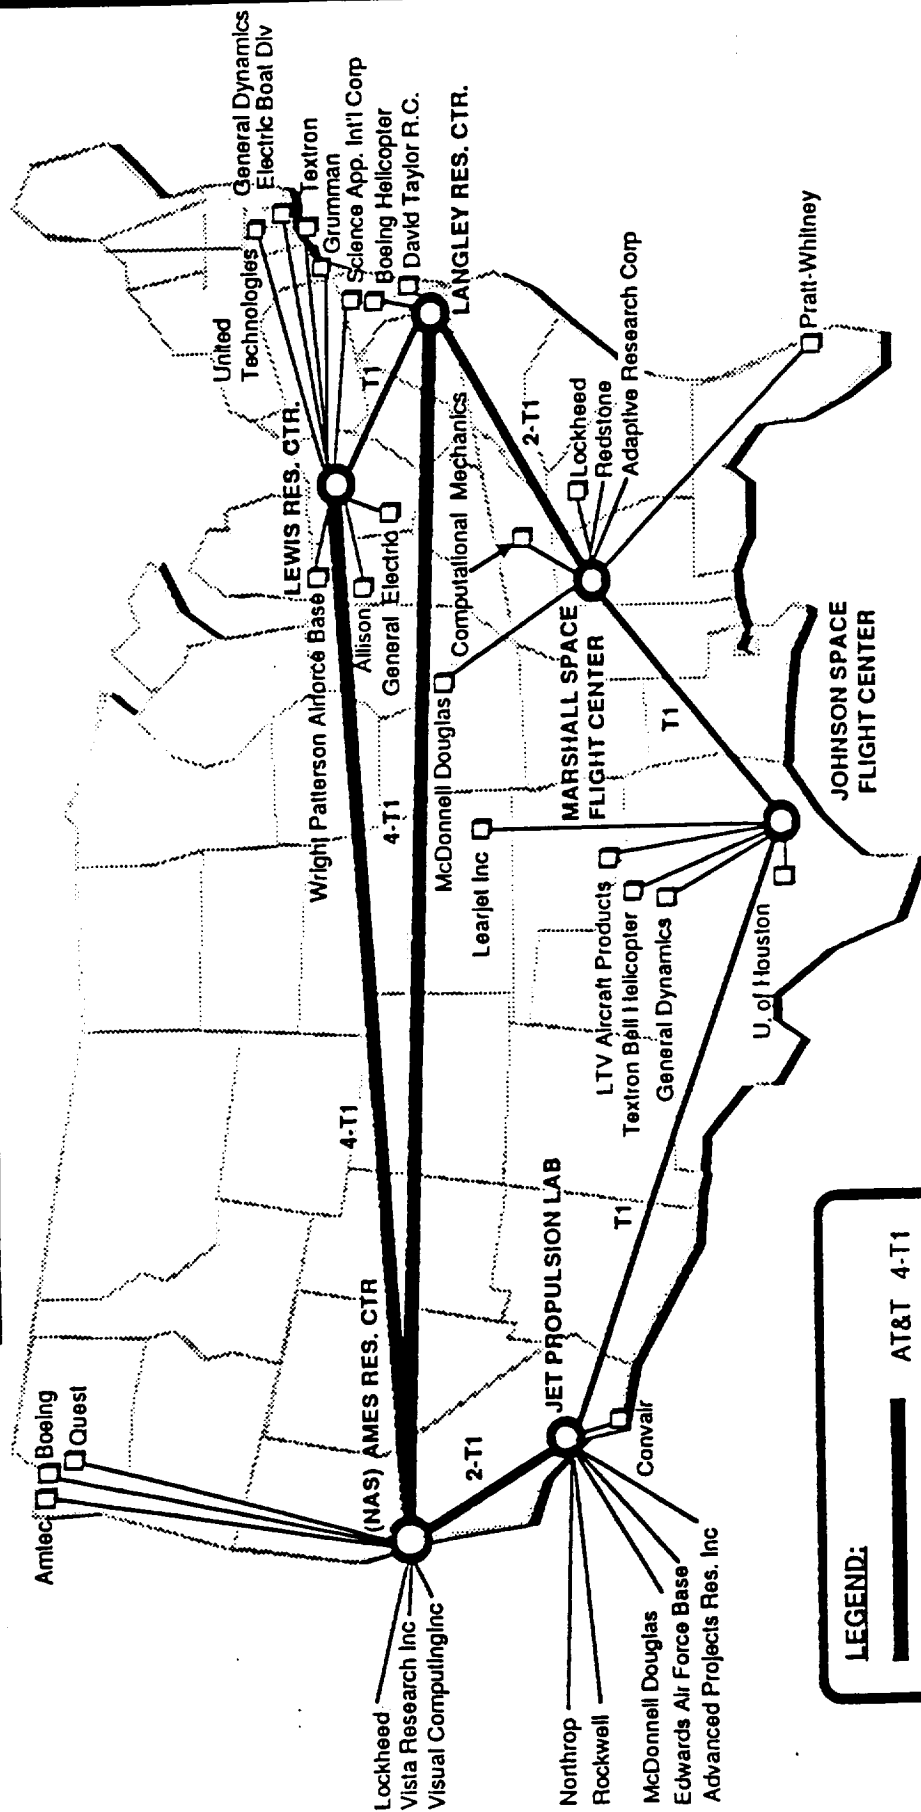 Amtec
Boeing
Quest
(NAS) AMES RES. CTR
Lockheed
Vista Research Inc
Visual ComputingInc
2-T1
JET PROPULSION LAB
Convair
Northrop
Rockwell
McDonnell Douglas
Edwards Air Force Base
Advanced Projects Res. Inc
4-T1
4-T1
T1
Wright Patterson Airforce Base
LEWIS RES. CTR.
Allison
General Electric
United
Technologies
General Dynamics
Electric Boat Div
Textron
Grumman
Science App. Int'l Corp
Boeing Helicopter
David Taylor R.C.
LANGLEY RES. CTR.
T1
2-T1
McDonnell Douglas
Computational Mechanics
Lockheed
Redstone
Adaptive Research Corp
Pratt-Whitney
MARSHALL SPACE
FLIGHT CENTER
T1
Learjet Inc
LTV Aircraft Products
Textron Bell Helicopter
General Dynamics
U. of Houston
JOHNSON SPACE
FLIGHT CENTER
LEGEND:
AT&T 4-T1